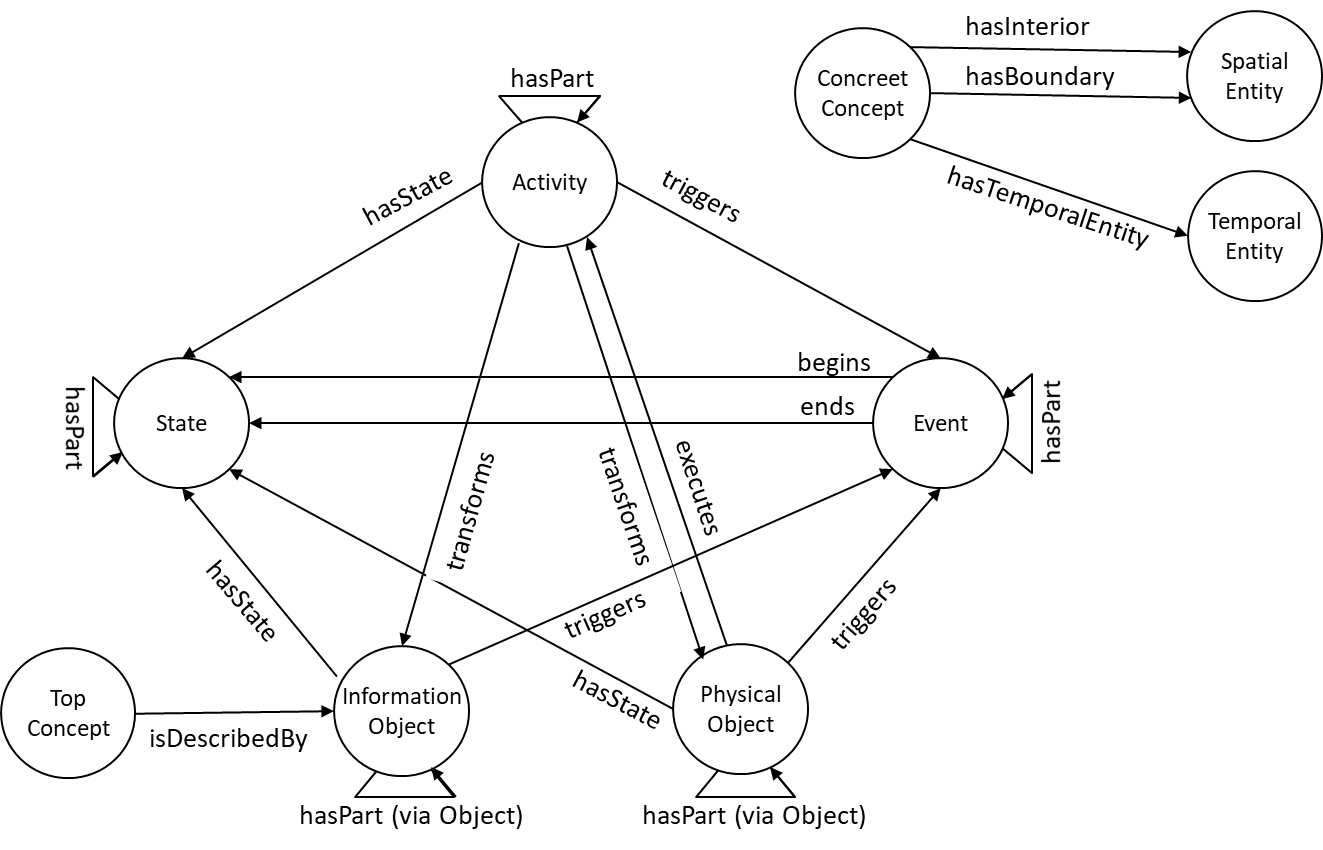 hasInterior
Concreet
Concept
hasBoundary
Spatial
Entity
hasTemporalEntity
Temporal
Entity
hasPart
Activity
hasState
triggers
begins
ends
hasPart
State
Event
hasPart
transforms
transforms
executes
hasState
triggers
triggers
hasState
Top
Concept
isDescribedBy
Information
Object
Physical
Object
hasPart (via Object)
hasPart (via Object)